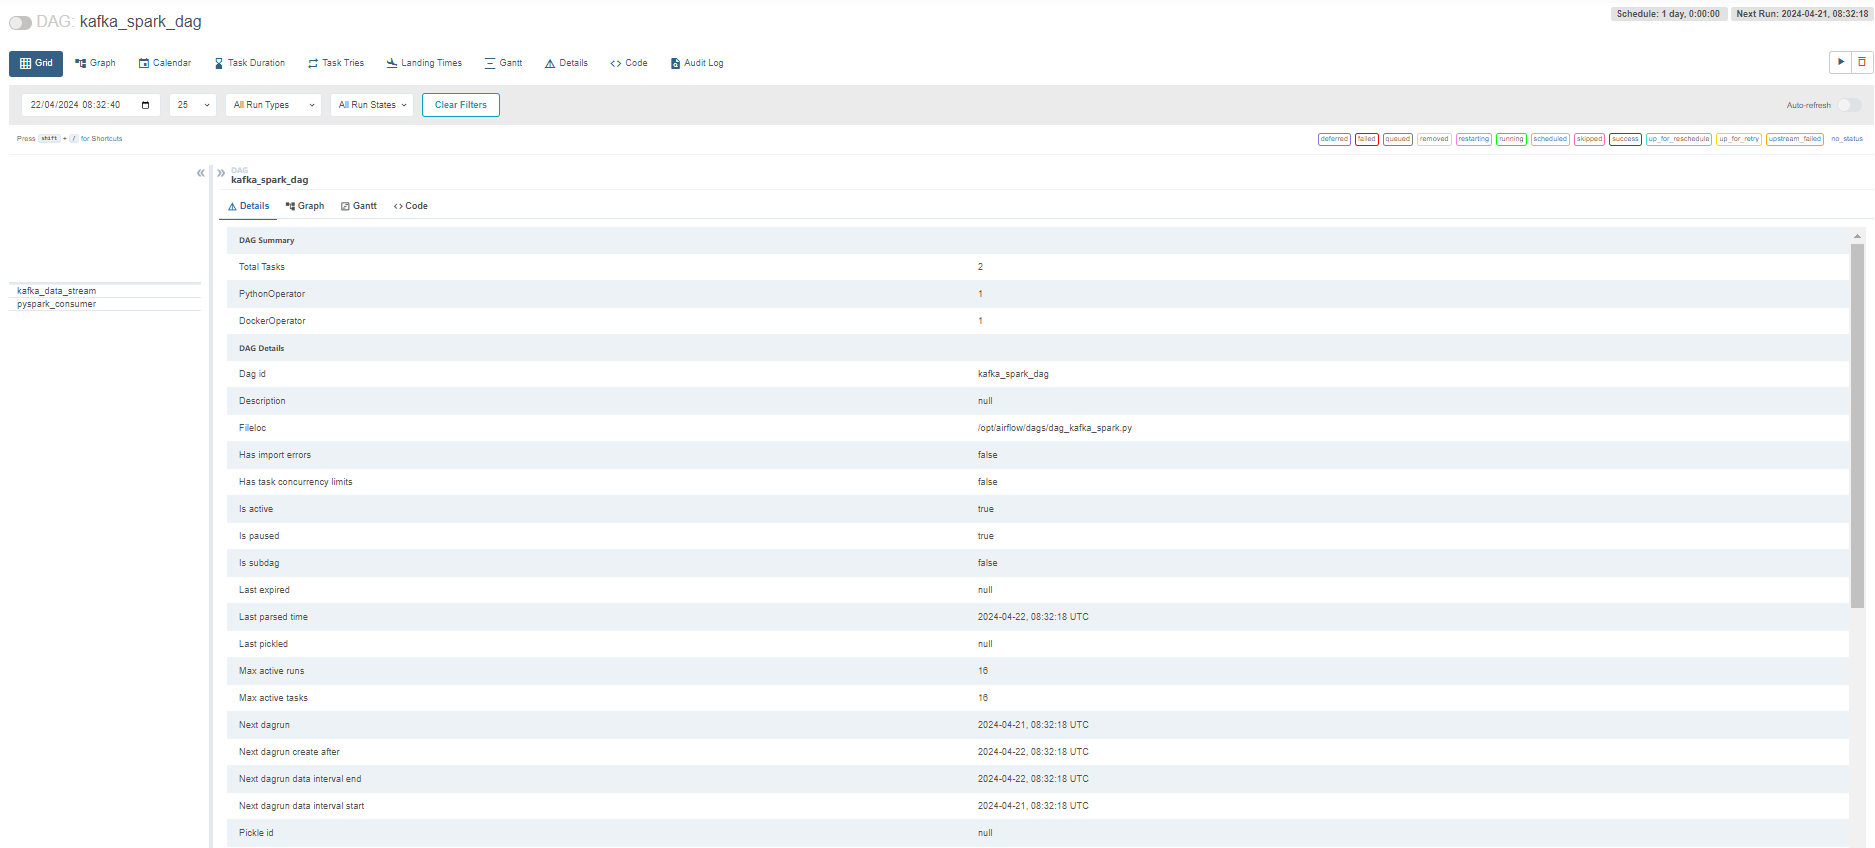 DAG: kafka_spark_dag
Schedule: 1 day, 0:00:00 Next Run: 2024-04-21, 08:32:18
Grid Graph Calendar Task Duration Task Tries Landing Times Gantt Details Code Audit Log
22/04/2024 08:32:40 25 All Run Types All Run States Clear Filters Auto-refresh
Press shift + / for Shortcuts
deferred failed queued removed restarting running scheduled skipped success up_for_reschedule up_for_retry upstream_failed no_status
kafka_data_stream
pyspark_consumer
DAG
kafka_spark_dag
Details Graph Gantt Code
DAG Summary
Total Tasks 2
PythonOperator 1
DockerOperator 1
DAG Details
Dag id kafka_spark_dag
Description null
Fileloc /opt/airflow/dags/dag_kafka_spark.py
Has import errors false
Has task concurrency limits false
Is active true
Is paused true
Is subdag false
Last expired null
Last parsed time 2024-04-22, 08:32:18 UTC
Last pickled null
Max active runs 16
Max active tasks 16
Next dagrun 2024-04-21, 08:32:18 UTC
Next dagrun create after 2024-04-22, 08:32:18 UTC
Next dagrun data interval end 2024-04-22, 08:32:18 UTC
Next dagrun data interval start 2024-04-21, 08:32:18 UTC
Pickle id null